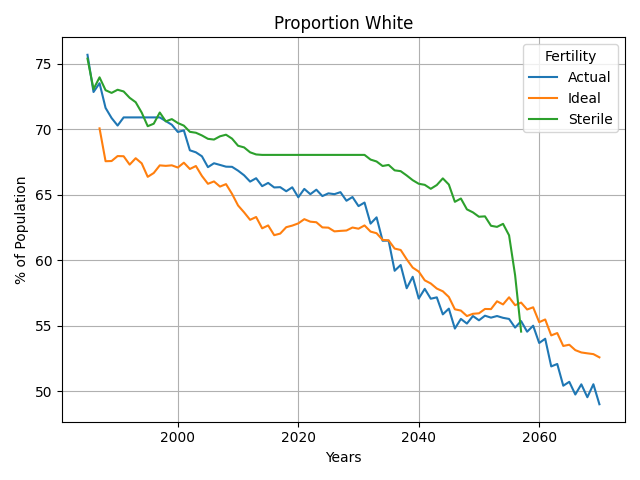 Proportion White
% of Population
75
70
65
60
55
50
Fertility
Actual
Ideal
Sterile
2000
2020
2040
2060
Years